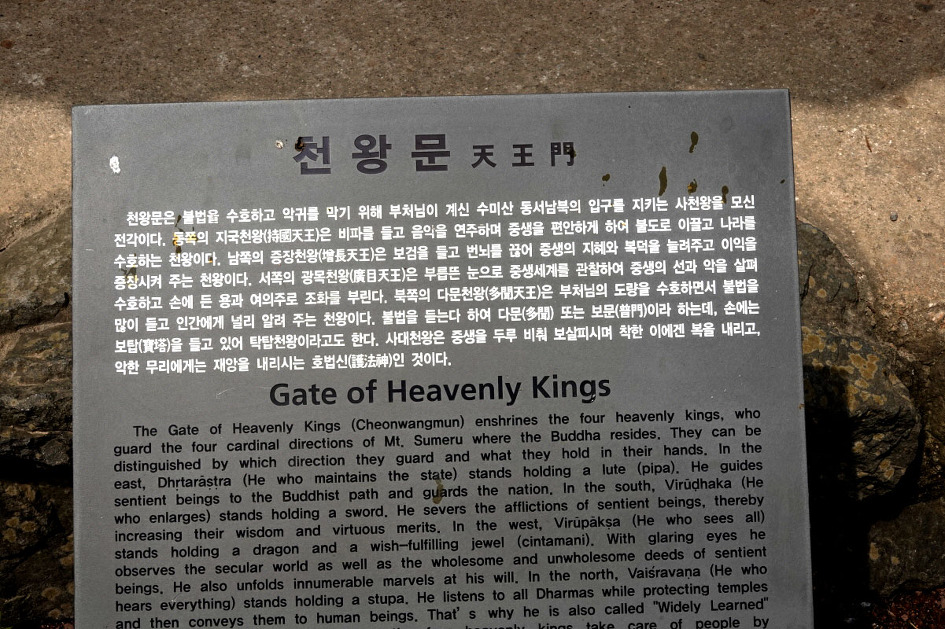 천왕문 天王門
천왕문은 불법을 수호하고 악귀를 막기 위해 부처님이 계신 수미산 동서남북의 입구를 지키는 사천왕을 모신
전각이다. 동쪽의 지국천왕(持國天王)은 비파를 들고 음악을 연주하며 중생을 편안하게 하여 불도로 이끌고 나라를
수호하는 천왕이다. 남쪽의 증장천왕(增長天王)은 보검을 들고 번뇌를 끊어 중생의 지혜와 복덕을 늘려주고 이익을
증장시켜 주는 천왕이다. 서쪽의 광목천왕(廣目天王)은 부릅뜬 눈으로 중생세계를 관찰하여 중생의 선과 악을 살펴
수호하고 손에 든 용과 여의주로 조화를 부린다. 북쪽의 다문천왕(多聞天王)은 부처님의 도량을 수호하면서 불법을
많이 듣고 인간에게 널리 알려 주는 천왕이다. 불법을 듣는다 하여 다문(多聞) 또는 보문(普門)이라 하는데, 손에는
보탑(寶塔)을 들고 있어 탁탑천왕이라고도 한다. 사대천왕은 중생을 두루 비춰 보살피시며 착한 이에겐 복을 내리고,
악한 무리에게는 재앙을 내리시는 호법신(護法神)인 것이다.
Gate of Heavenly Kings
The Gate of Heavenly Kings (Cheonwangmun) enshrines the four heavenly kings, who
guard the four cardinal directions of Mt. Sumeru where the Buddha resides. They can be
distinguished by which direction they guard and what they hold in their hands. In the
east, Dhṛtarāṣṭra (He who maintains the state) stands holding a lute (pipa). He guides
sentient beings to the Buddhist path and guards the nation. In the south, Virūḍhaka (He
who enlarges) stands holding a sword. He severs the afflictions of sentient beings, thereby
increasing their wisdom and virtuous merits. In the west, Virūpàkṣa (He who sees all)
stands holding a dragon and a wish–fulfilling jewel (cintamani). With glaring eyes he
observes the secular world as well as the wholesome and unwholesome deeds of sentient
beings. He also unfolds innumerable marvels at his will. In the north, Vaiśravaṇa (He who
hears everything) stands holding a stupa. He listens to all Dharmas while protecting temples
and then conveys them to human beings. That's why he is also called "Widely Learned"
heavenly kings take care of people by